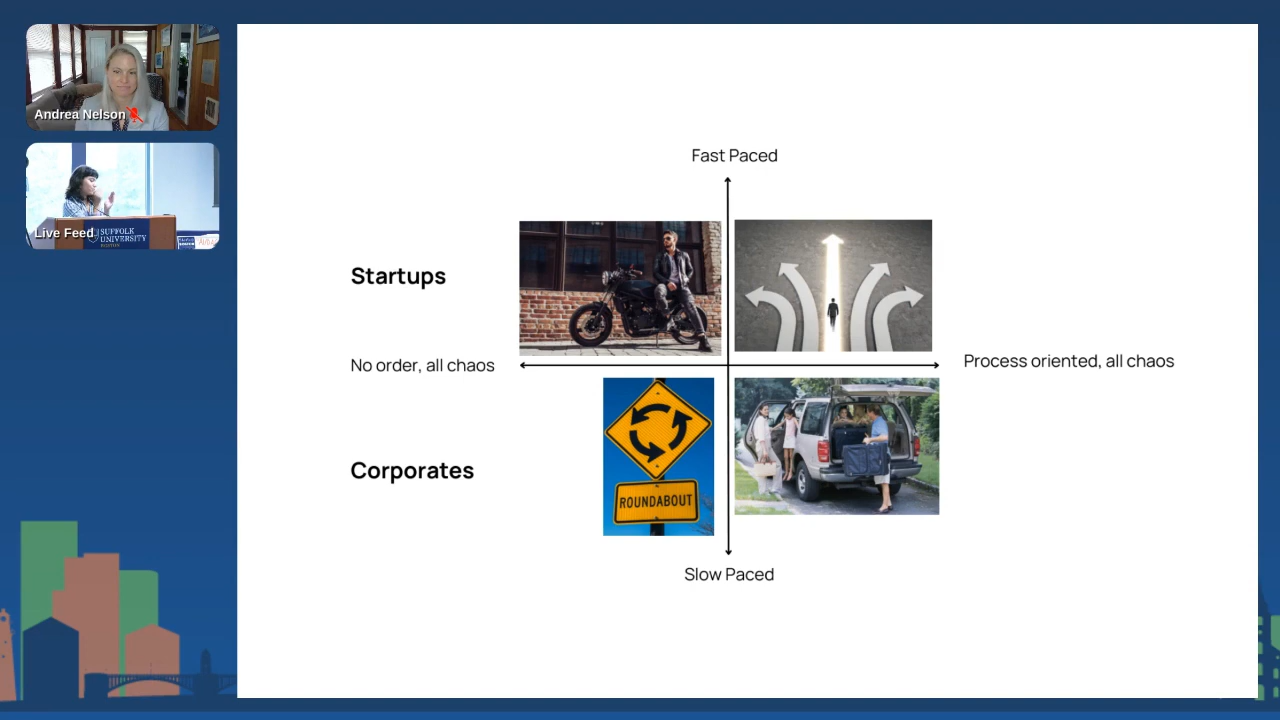 Andrea Nelson
Live Feed
SUFFOLK
UNIVERSITY
BOSTON
Fast Paced
Startups
No order, all chaos
Process oriented, all chaos
ROUNDABOUT
Corporates
Slow Paced